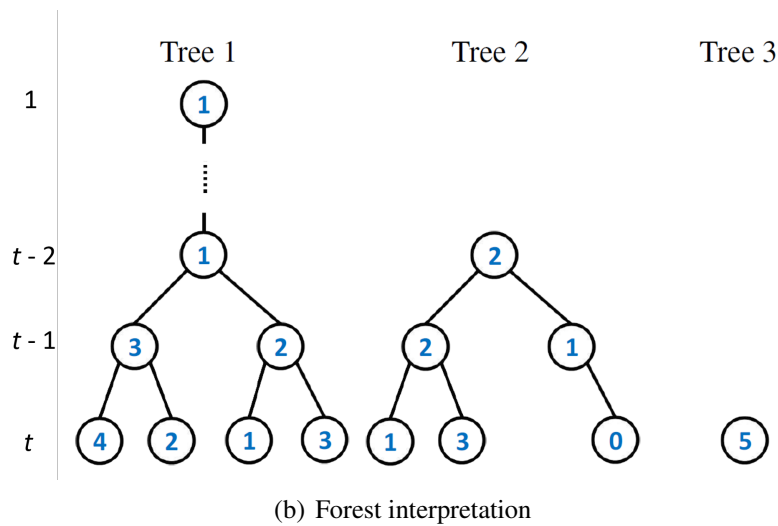 Tree 1 Tree 2 Tree 3
1 1
t - 2 1 2
t - 1 3 2 2 1
t 4 2 1 3 1 3 0 5
(b) Forest interpretation